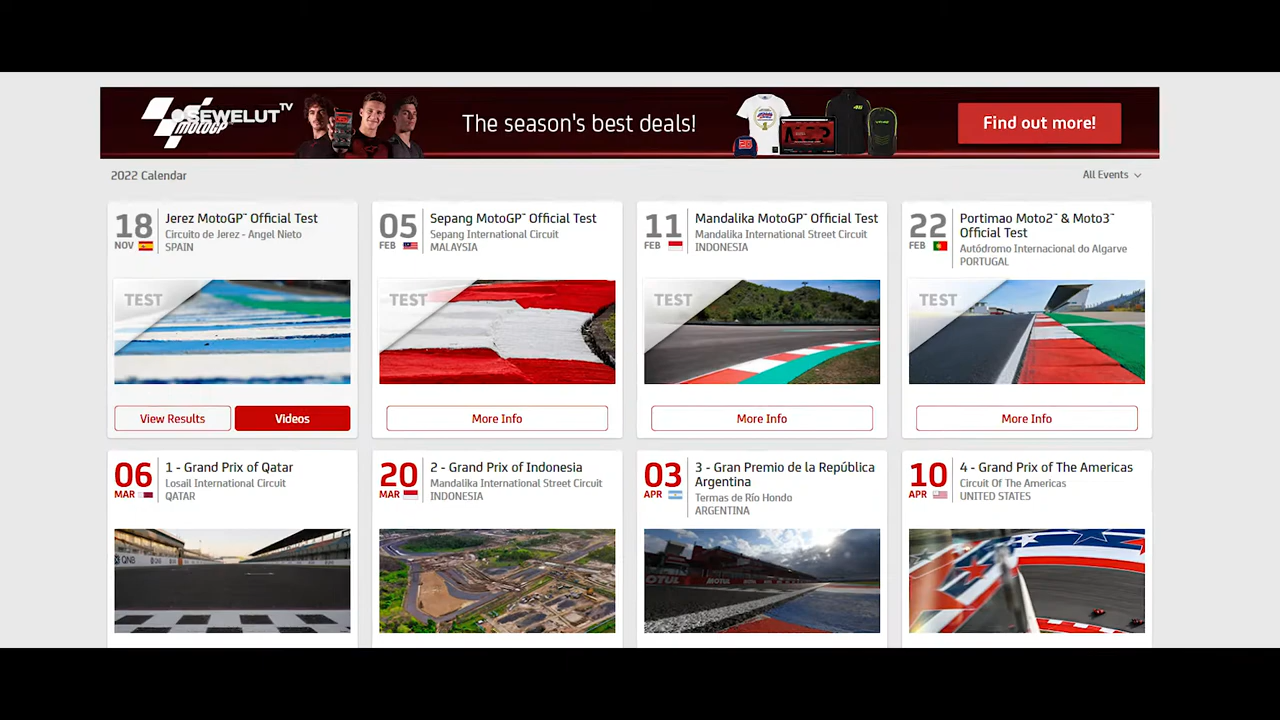 SEWELUT TV
MotoGP
The season's best deals!
46
26
Find out more!
2022 Calendar
All Events
18
NOV
Jerez MotoGP™ Official Test
Circuito de Jerez - Angel Nieto
SPAIN
TEST
View Results
Videos
05
FEB
Sepang MotoGP™ Official Test
Sepang International Circuit
MALAYSIA
TEST
More Info
11
FEB
Mandalika MotoGP™ Official Test
Mandalika International Street Circuit
INDONESIA
TEST
More Info
22
FEB
Portimao Moto2™ & Moto3™
Official Test
Autódromo Internacional do Algarve
PORTUGAL
TEST
More Info
06
MAR
1 - Grand Prix of Qatar
Losail International Circuit
QATAR
QNB
20
MAR
2 - Grand Prix of Indonesia
Mandalika International Street Circuit
INDONESIA
03
APR
3 - Gran Premio de la República
Argentina
Termas de Río Hondo
ARGENTINA
MOTUL
MOTUL
10
APR
4 - Grand Prix of The Americas
Circuit Of The Americas
UNITED STATES